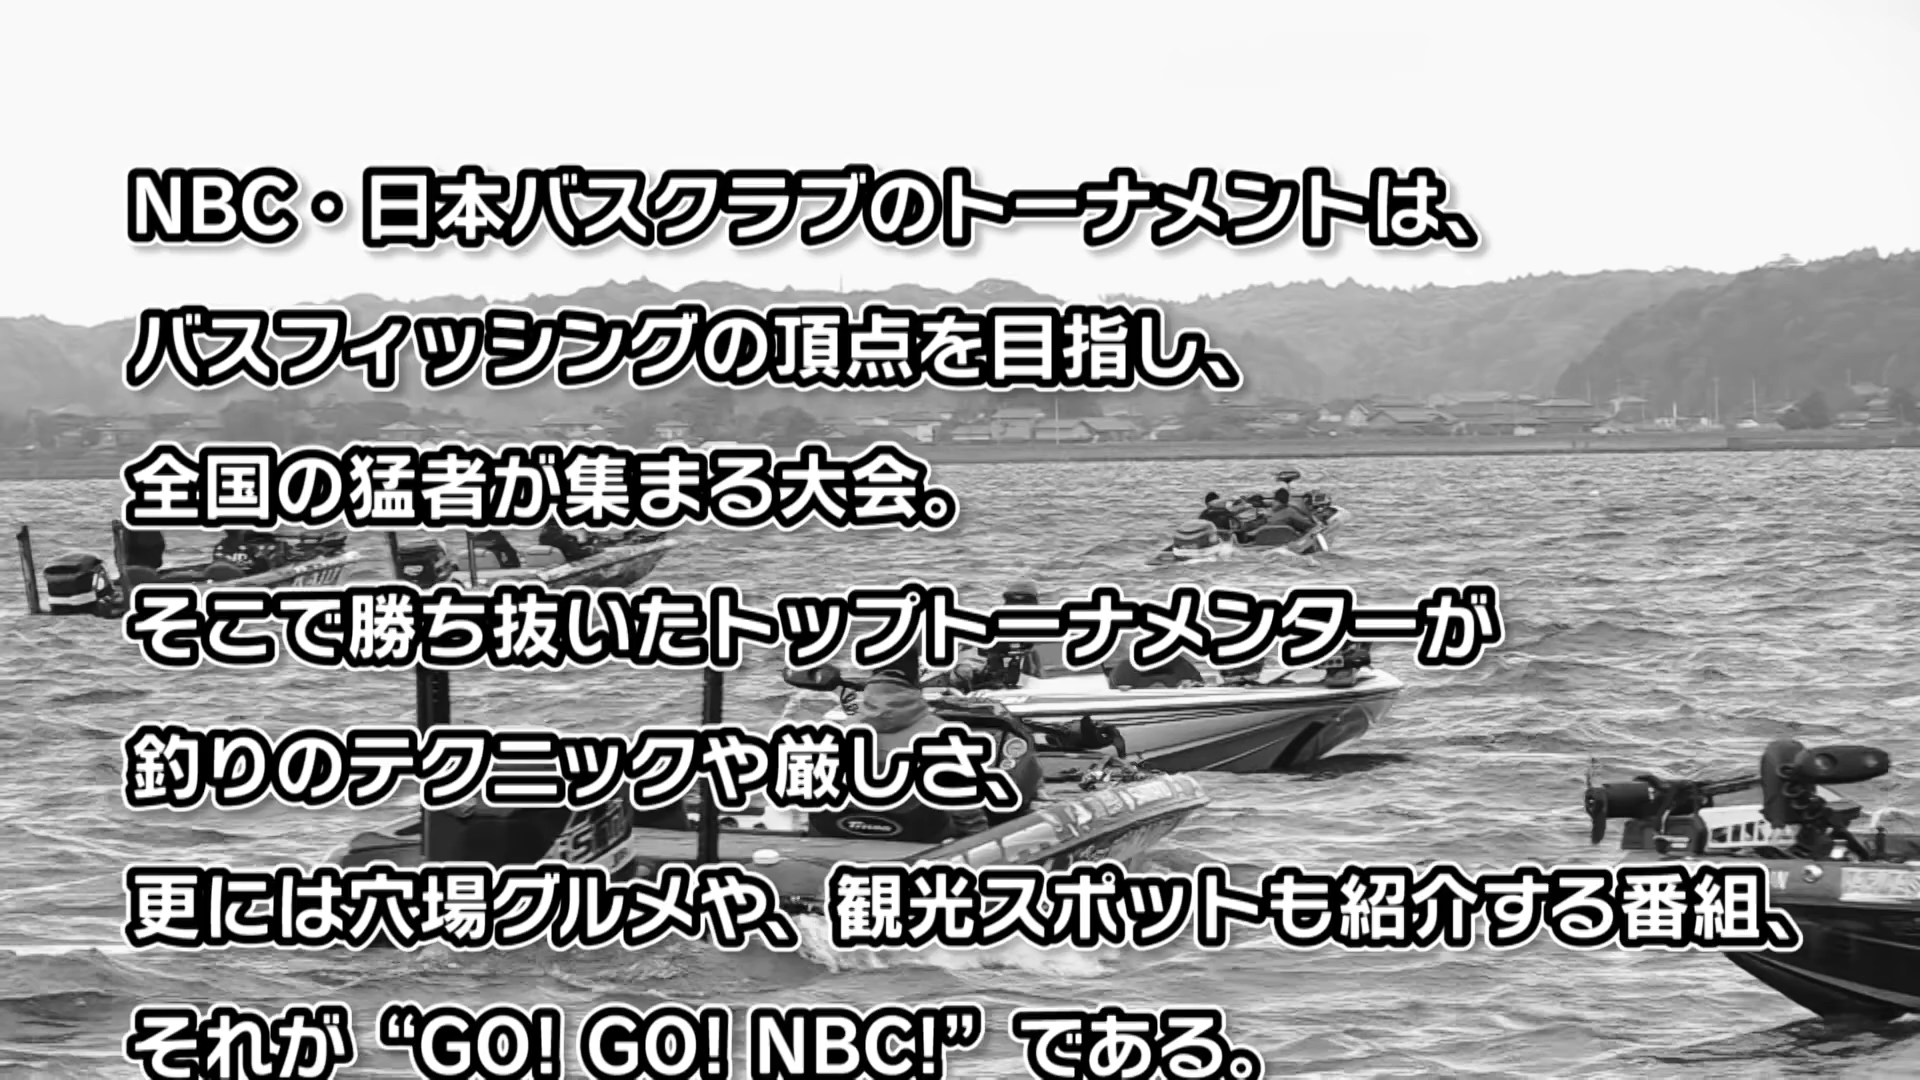 NBC・日本バスクラブのトーナメントは、
バスフィッシングの頂点を目指し、
全国の猛者が集まる大会。
そこで勝ち抜いたトップトーナメンターが
釣りのテクニックや厳しさ、
更には穴場グルメや、観光スポットも紹介する番組、
それが “GO! GO! NBC!” である。